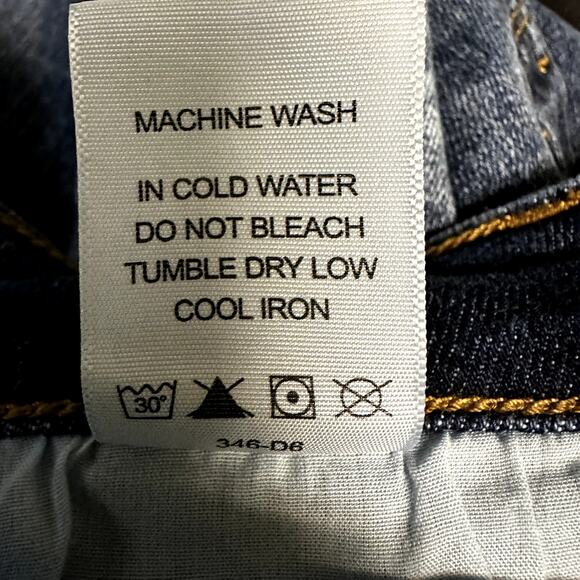 MACHINE WASH
IN COLD WATER
DO NOT BLEACH
TUMBLE DRY LOW
COOL IRON
30°
346-D6